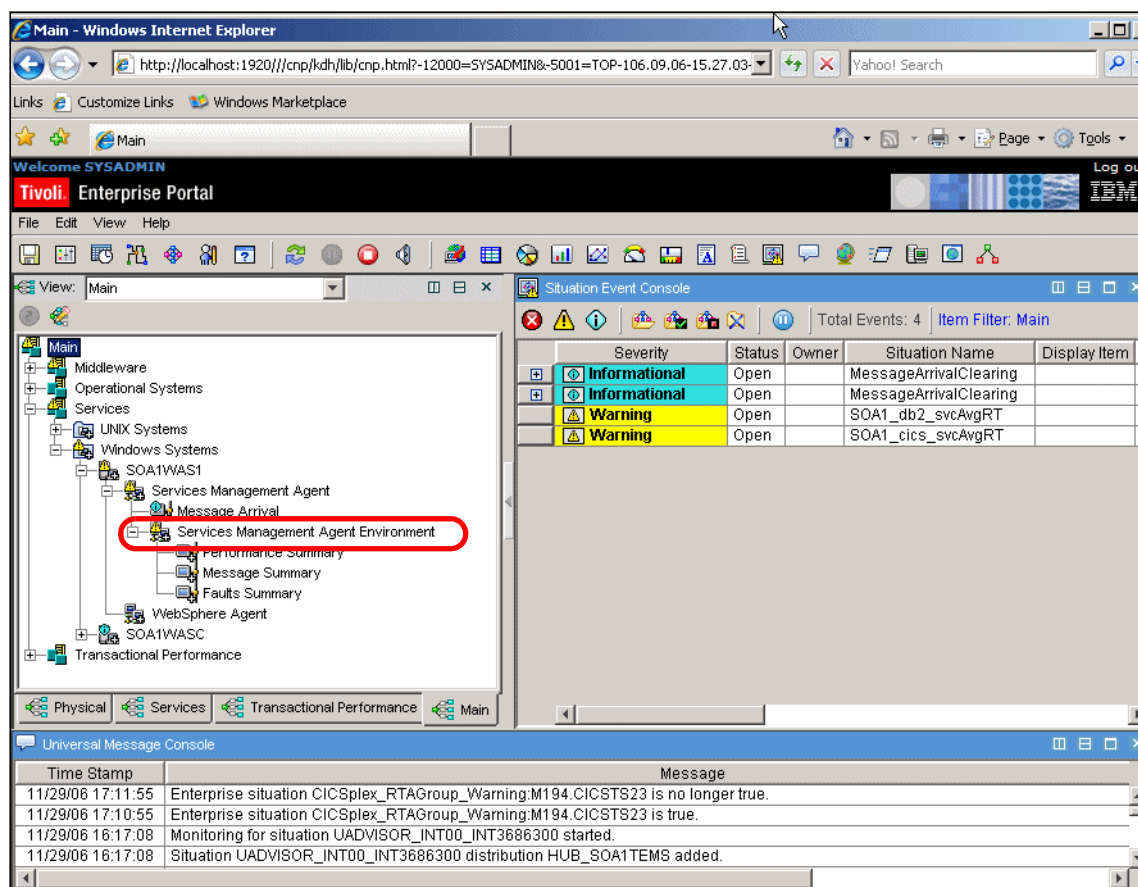 Main - Windows Internet Explorer
http://localhost:1920///cnp/kdh/lib/cnp.html?-12000=SYSADMIN&-5001=TOP-106.09.06-15.27.03-
Yahoo! Search
Links Customize Links Windows Marketplace
Main
Page Tools
Welcome SYSADMIN
Log ou
Tivoli. Enterprise Portal
IBM
File Edit View Help
View: Main
Situation Event Console
Total Events: 4 Item Filter: Main
Main
Middleware
Operational Systems
Services
UNIX Systems
Windows Systems
SOA1WAS1
Services Management Agent
Message Arrival
Services Management Agent Environment
Performance Summary
Message Summary
Faults Summary
WebSphere Agent
SOA1WASC
Transactional Performance
Physical Services Transactional Performance Main
Severity Status Owner Situation Name Display Item
Informational Open MessageArrivalClearing
Informational Open MessageArrivalClearing
Warning Open SOA1_db2_svcAvgRT
Warning Open SOA1_cics_svcAvgRT
Universal Message Console
Time Stamp Message
11/29/06 17:11:55 Enterprise situation CICSplex_RTAGroup_Warning:M194.CICSTS23 is no longer true.
11/29/06 17:10:55 Enterprise situation CICSplex_RTAGroup_Warning:M194.CICSTS23 is true.
11/29/06 16:17:08 Monitoring for situation UADVISOR_INT00_INT3686300 started.
11/29/06 16:17:08 Situation UADVISOR_INT00_INT3686300 distribution HUB_SOA1TEMS added.